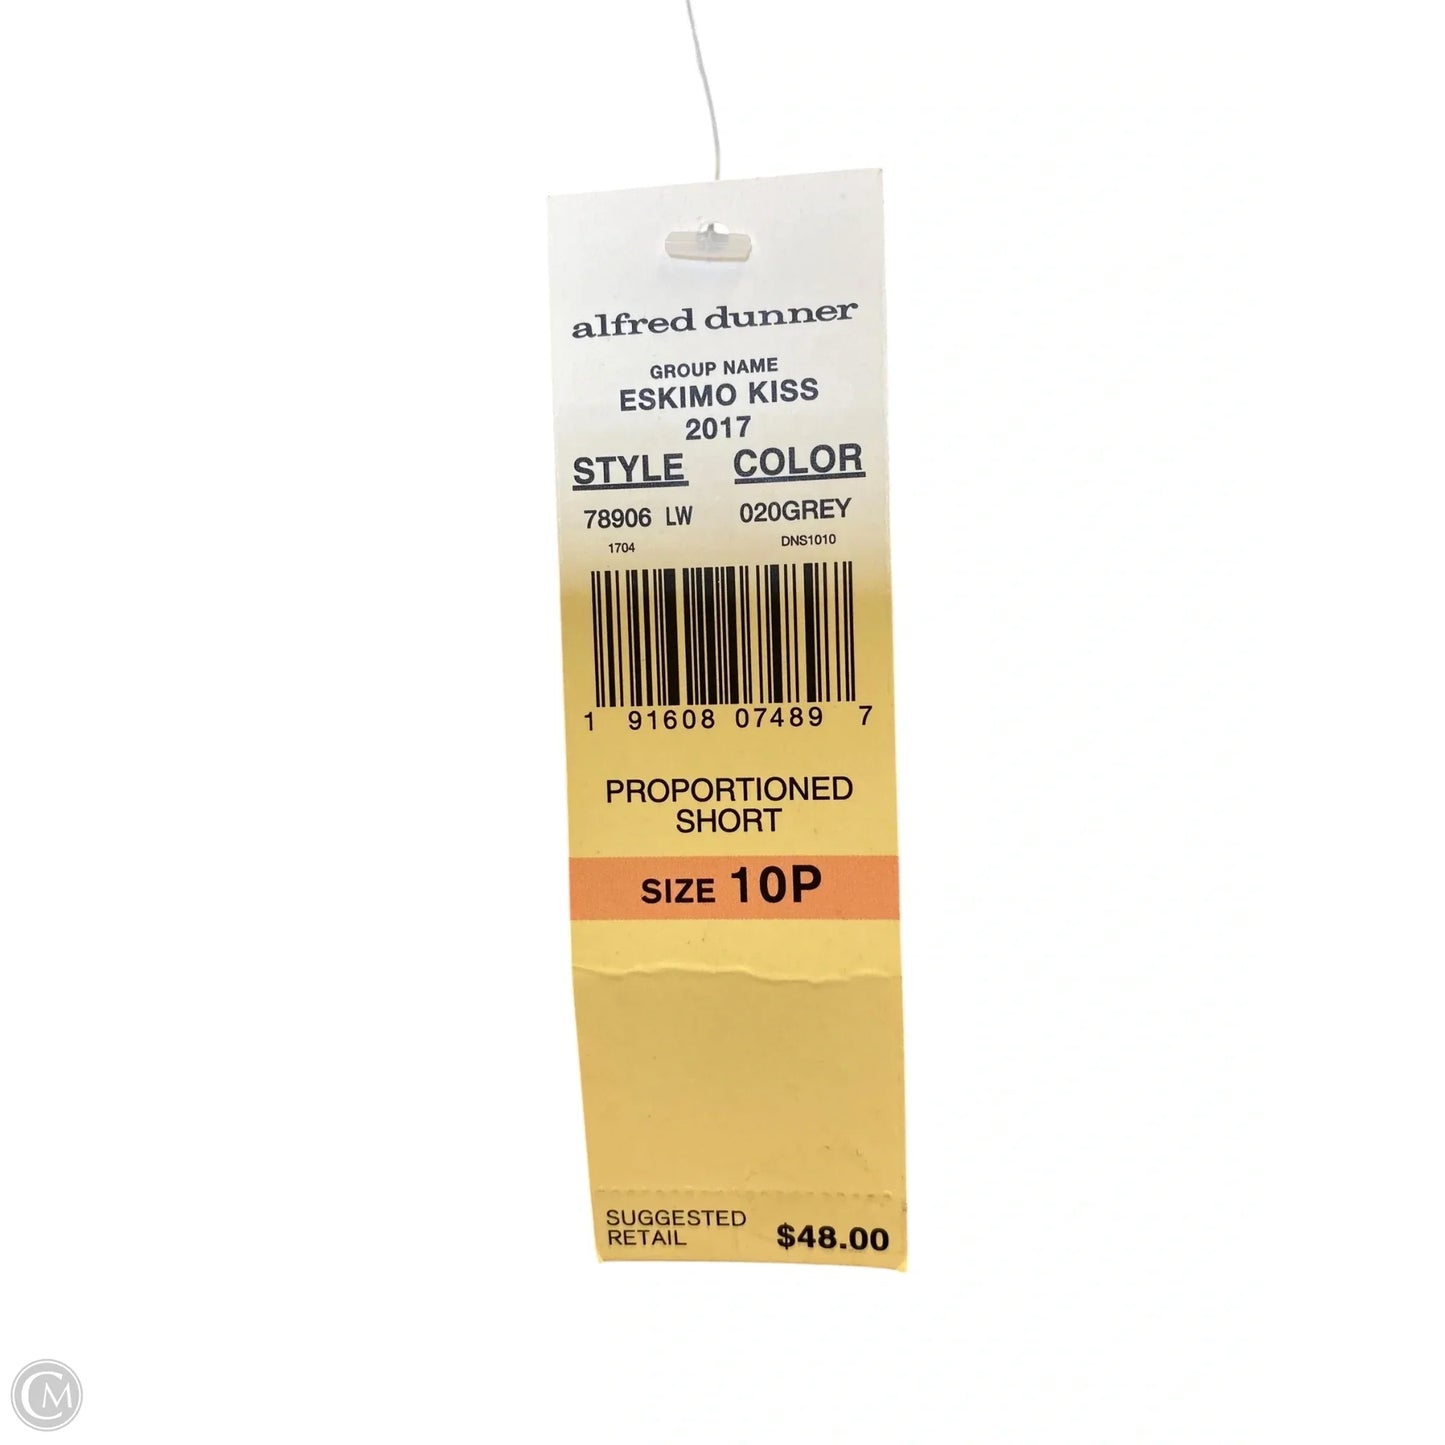 alfred dunner
GROUP NAME
ESKIMO KISS
2017
STYLE COLOR
78906 LW 020GREY
1704 DNS1010
1 91608 07489 7
PROPORTIONED
SHORT
SIZE 10P
SUGGESTED
RETAIL $48.00
CM